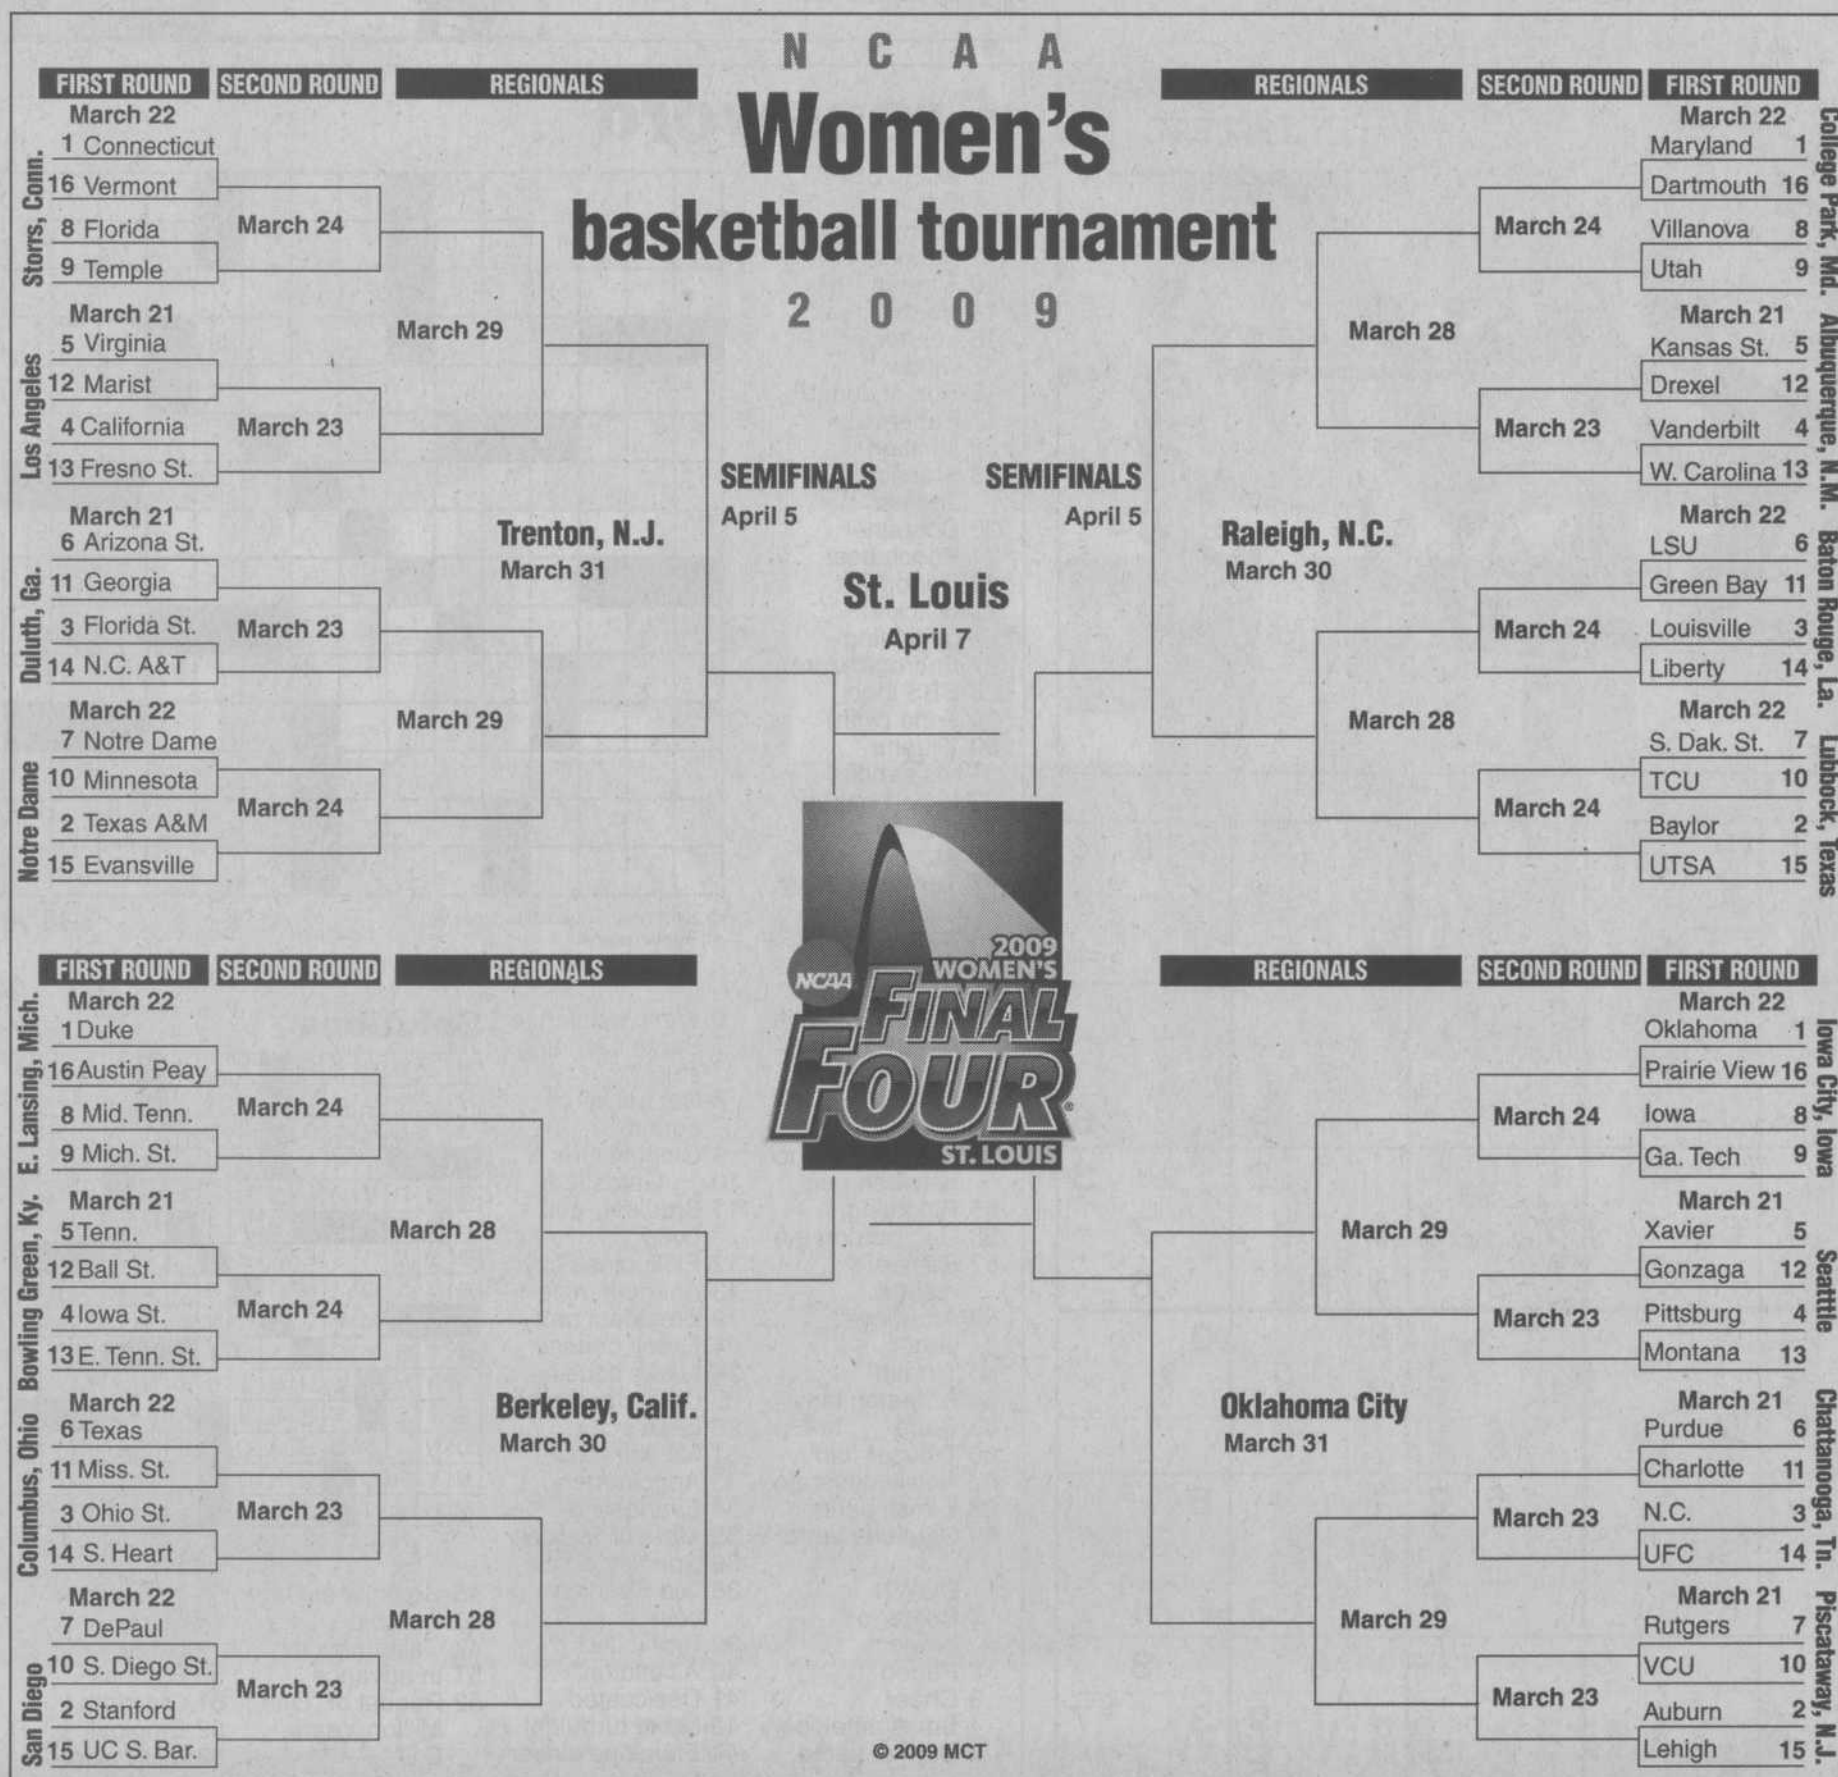 NCAA
Women's
basketball tournament
2009
FIRST ROUND SECOND ROUND REGIONALS
Storrs, Conn.
March 22
1 Connecticut
16 Vermont
8 Florida
9 Temple
March 24
Los Angeles
March 21
5 Virginia
12 Marist
4 California
13 Fresno St.
March 23
March 29
Duluth, Ga.
March 21
6 Arizona St.
11 Georgia
3 Florida St.
14 N.C. A&T
March 23
Notre Dame
March 22
7 Notre Dame
10 Minnesota
2 Texas A&M
15 Evansville
March 24
March 29
Trenton, N.J.
March 31
SEMIFINALS
April 5
SEMIFINALS
April 5
St. Louis
April 7
REGIONALS SECOND ROUND FIRST ROUND
College Park, Md.
March 22
Maryland 1
Dartmouth 16
Villanova 8
Utah 9
March 24
Albuquerque, N.M.
March 21
Kansas St. 5
Drexel 12
Vanderbilt 4
W. Carolina 13
March 23
March 28
Baton Rouge, La.
March 22
LSU 6
Green Bay 11
Louisville 3
Liberty 14
March 24
Lubbock, Texas
March 22
S. Dak. St. 7
TCU 10
Baylor 2
UTSA 15
March 24
March 28
Raleigh, N.C.
March 30
NCAA
2009
WOMEN'S
FINAL
FOUR
ST. LOUIS
FIRST ROUND SECOND ROUND REGIONALS
E. Lansing, Mich.
March 22
1 Duke
16 Austin Peay
8 Mid. Tenn.
9 Mich. St.
March 24
Bowling Green, Ky.
March 21
5 Tenn.
12 Ball St.
4 Iowa St.
13 E. Tenn. St.
March 24
March 28
Columbus, Ohio
March 22
6 Texas
11 Miss. St.
3 Ohio St.
14 S. Heart
March 23
San Diego
March 22
7 DePaul
10 S. Diego St.
2 Stanford
15 UC S. Bar.
March 23
March 28
Berkeley, Calif.
March 30
REGIONALS SECOND ROUND FIRST ROUND
Iowa City, Iowa
March 22
Oklahoma 1
Prairie View 16
Iowa 8
Ga. Tech 9
March 24
Seatttle
March 21
Xavier 5
Gonzaga 12
Pittsburg 4
Montana 13
March 23
March 29
Chattanooga, Tn.
March 21
Purdue 6
Charlotte 11
N.C. 3
UFC 14
March 23
Piscataway, N.J.
March 21
Rutgers 7
VCU 10
Auburn 2
Lehigh 15
March 23
March 29
Oklahoma City
March 31
© 2009 MCT